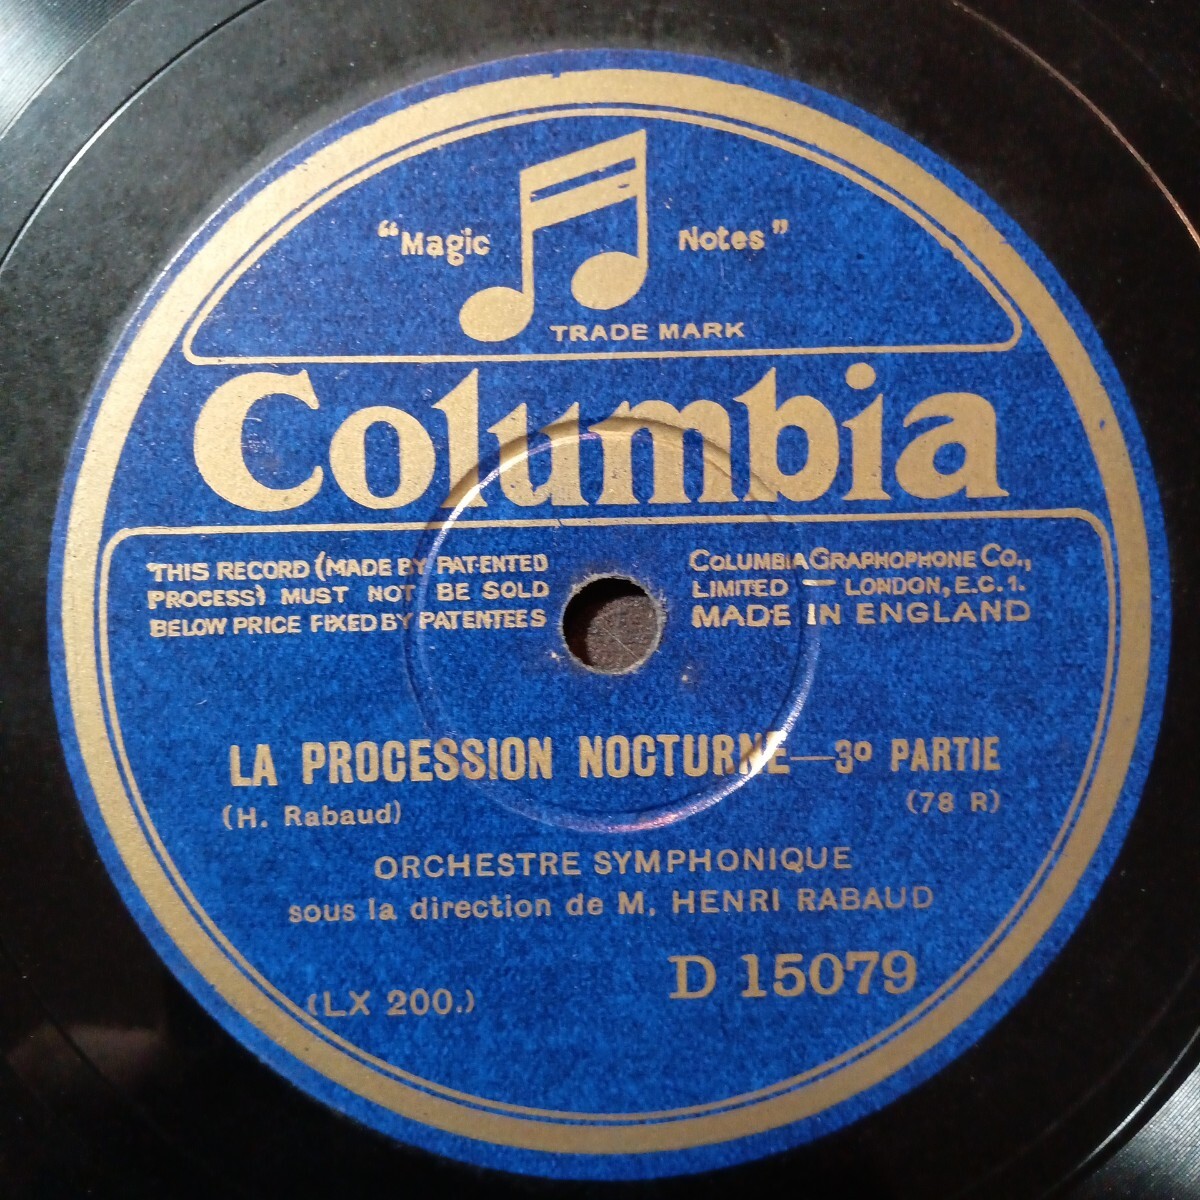 "Magic Notes"
TRADE MARK
Columbia
THIS RECORD (MADE BY PATENTED
PROCESS) MUST NOT BE SOLD
BELOW PRICE FIXED BY PATENTEES
COLUMBIA GRAPHOPHONE CO.,
LIMITED — LONDON, E.C.1.
MADE IN ENGLAND
LA PROCESSION NOCTURNE—3º PARTIE
(H. Rabaud)
(78 R)
ORCHESTRE SYMPHONIQUE
sous la direction de M. HENRI RABAUD
D 15079
(LX 200.)